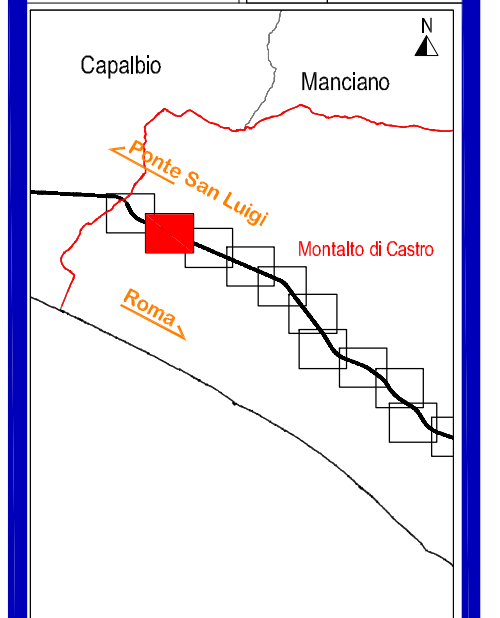 N
Capalbio
Manciano
Ponte San Luigi
Montalto di Castro
Roma